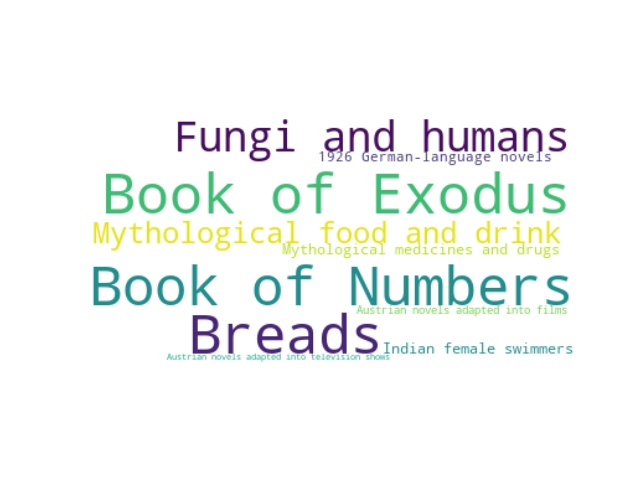 Fungi and humans
1926 German-language novels
Book of Exodus
Mythological food and drink
Mythological medicines and drugs
Book of Numbers
Austrian novels adapted into films
Breads
Indian female swimmers
Austrian novels adapted into television shows